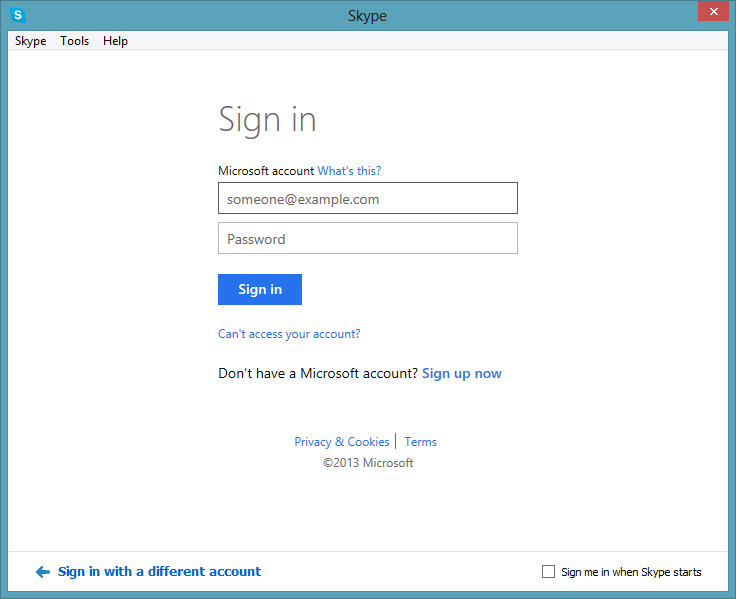 Skype
Skype Tools Help
Sign in
Microsoft account What's this?
someone@example.com
Password
Sign in
Can't access your account?
Don't have a Microsoft account? Sign up now
Privacy & Cookies | Terms
©2013 Microsoft
Sign in with a different account
Sign me in when Skype starts